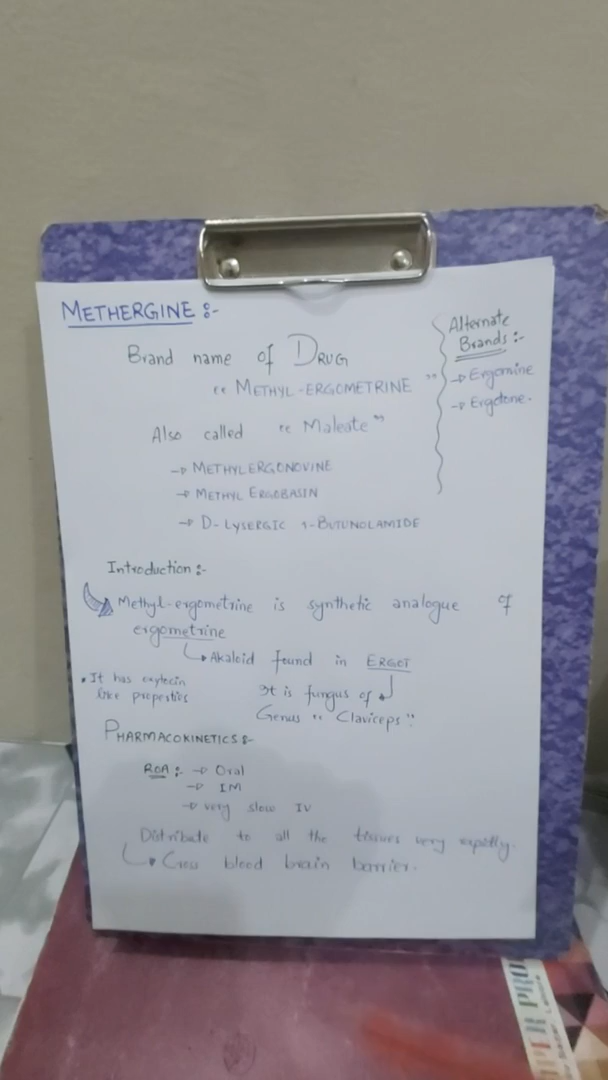 METHERGINE :-
Alternate
Brands :-
→ Ergomine
→ Ergotone.
Brand name of DRUG
" METHYL-ERGOMETRINE "
Also called " Maleate "
→ METHYLERGONOVINE
→ METHYL ERGOBASIN
→ D-LYSERGIC 1-BUTUNOLAMIDE
Introduction :-
Methyl-ergometrine is synthetic analogue of
ergometrine
Akaloid found in ERGOT
• It has oxytocin
like properties
It is fungus of
Genus " Claviceps "
PHARMACOKINETICS :-
ROA :- → Oral
→ IM
→ very slow IV
Distribute to all the tissues very
Cross blood brain barrier.